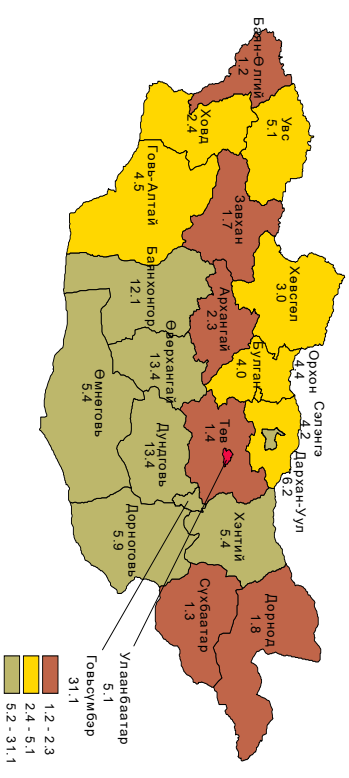 Баян-Өлгий
1.2
Увс
5.1
Ховд
2.4
Говь-Алтай
4.5
Завхан
1.7
Хөвсгөл
3.0
Баянхонгор
12.1
Архангай
2.3
Өвөрхангай
13.4
Булган
4.0
Орхон
4.4
Сэлэнгэ
4.2
Дархан-Уул
6.2
Төв
1.4
Өмнөговь
5.4
Дундговь
13.4
Дорноговь
5.9
Хэнтий
5.4
Сүхбаатар
1.3
Дорнод
1.8
Улаанбаатар
5.1
Говьсүмбэр
31.1
1.2 - 2.3
2.4 - 5.1
5.2 - 31.1